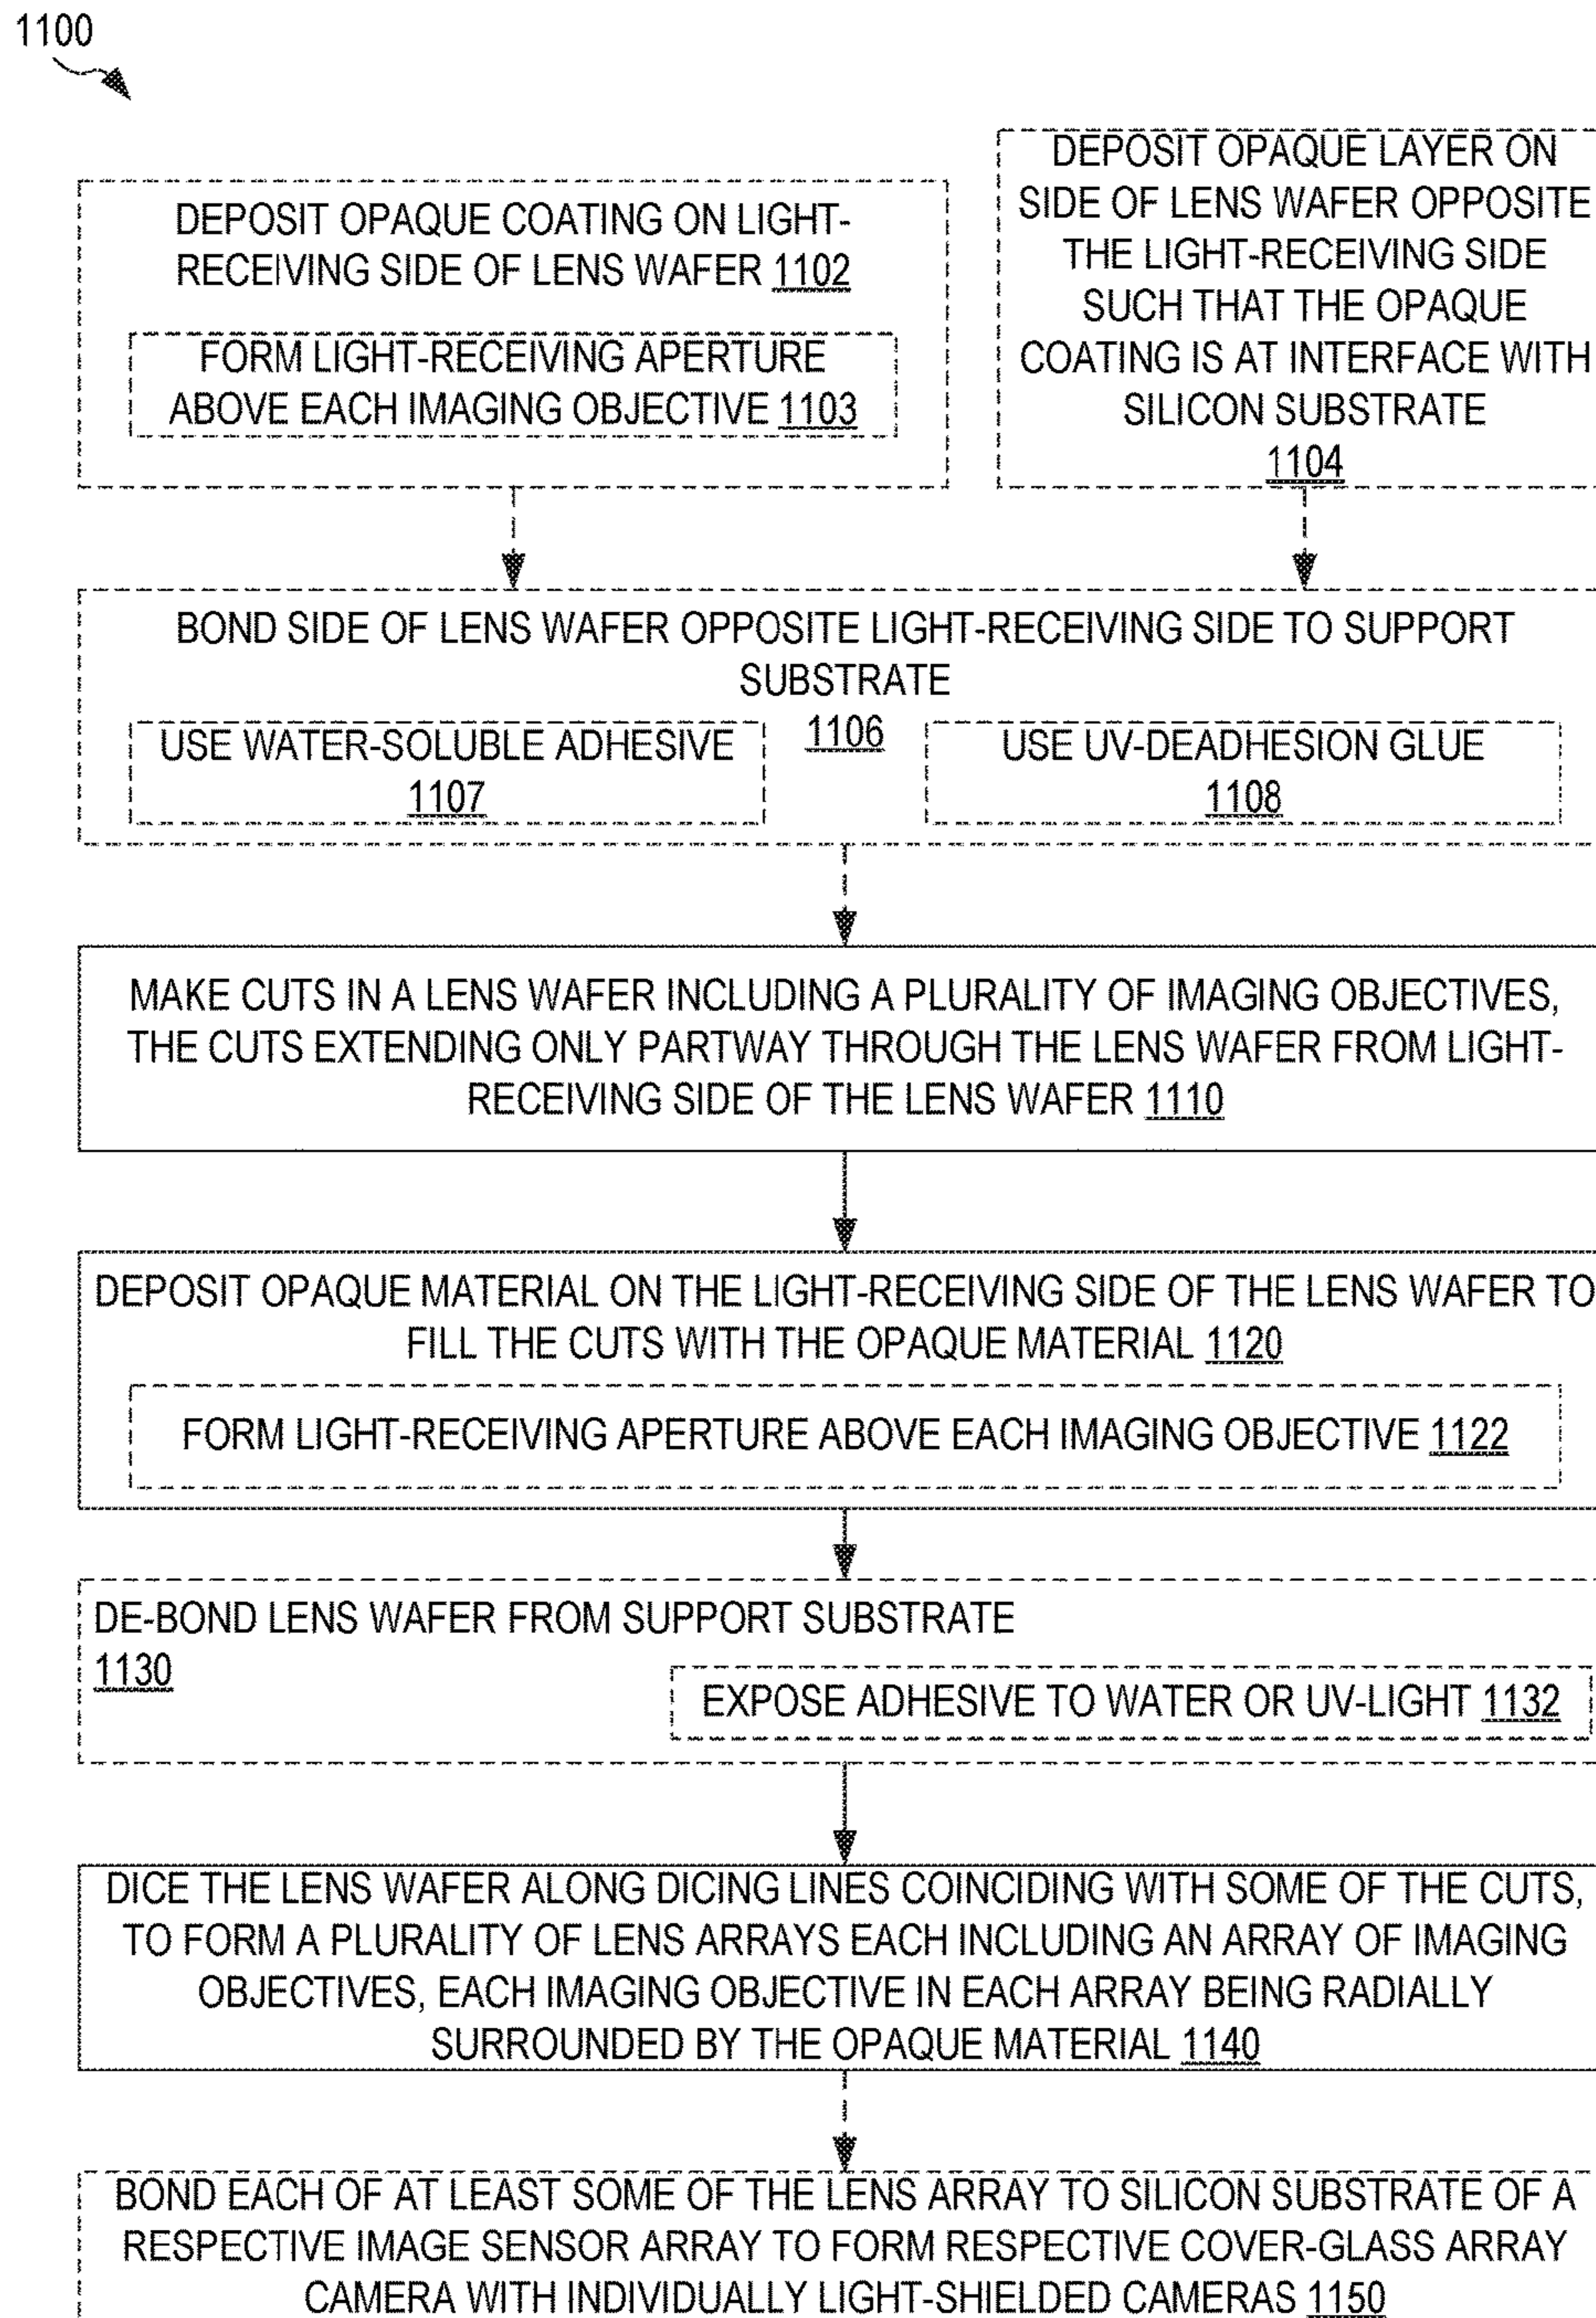 1100
DEPOSIT OPAQUE COATING ON LIGHT-
RECEIVING SIDE OF LENS WAFER 1102
FORM LIGHT-RECEIVING APERTURE
ABOVE EACH IMAGING OBJECTIVE 1103
DEPOSIT OPAQUE LAYER ON
SIDE OF LENS WAFER OPPOSITE
THE LIGHT-RECEIVING SIDE
SUCH THAT THE OPAQUE
COATING IS AT INTERFACE WITH
SILICON SUBSTRATE
1104
BOND SIDE OF LENS WAFER OPPOSITE LIGHT-RECEIVING SIDE TO SUPPORT
SUBSTRATE
1106
USE WATER-SOLUBLE ADHESIVE
1107
USE UV-DEADHESION GLUE
1108
MAKE CUTS IN A LENS WAFER INCLUDING A PLURALITY OF IMAGING OBJECTIVES,
THE CUTS EXTENDING ONLY PARTWAY THROUGH THE LENS WAFER FROM LIGHT-
RECEIVING SIDE OF THE LENS WAFER 1110
DEPOSIT OPAQUE MATERIAL ON THE LIGHT-RECEIVING SIDE OF THE LENS WAFER TO
FILL THE CUTS WITH THE OPAQUE MATERIAL 1120
FORM LIGHT-RECEIVING APERTURE ABOVE EACH IMAGING OBJECTIVE 1122
DE-BOND LENS WAFER FROM SUPPORT SUBSTRATE
1130
EXPOSE ADHESIVE TO WATER OR UV-LIGHT 1132
DICE THE LENS WAFER ALONG DICING LINES COINCIDING WITH SOME OF THE CUTS,
TO FORM A PLURALITY OF LENS ARRAYS EACH INCLUDING AN ARRAY OF IMAGING
OBJECTIVES, EACH IMAGING OBJECTIVE IN EACH ARRAY BEING RADIALLY
SURROUNDED BY THE OPAQUE MATERIAL 1140
BOND EACH OF AT LEAST SOME OF THE LENS ARRAY TO SILICON SUBSTRATE OF A
RESPECTIVE IMAGE SENSOR ARRAY TO FORM RESPECTIVE COVER-GLASS ARRAY
CAMERA WITH INDIVIDUALLY LIGHT-SHIELDED CAMERAS 1150